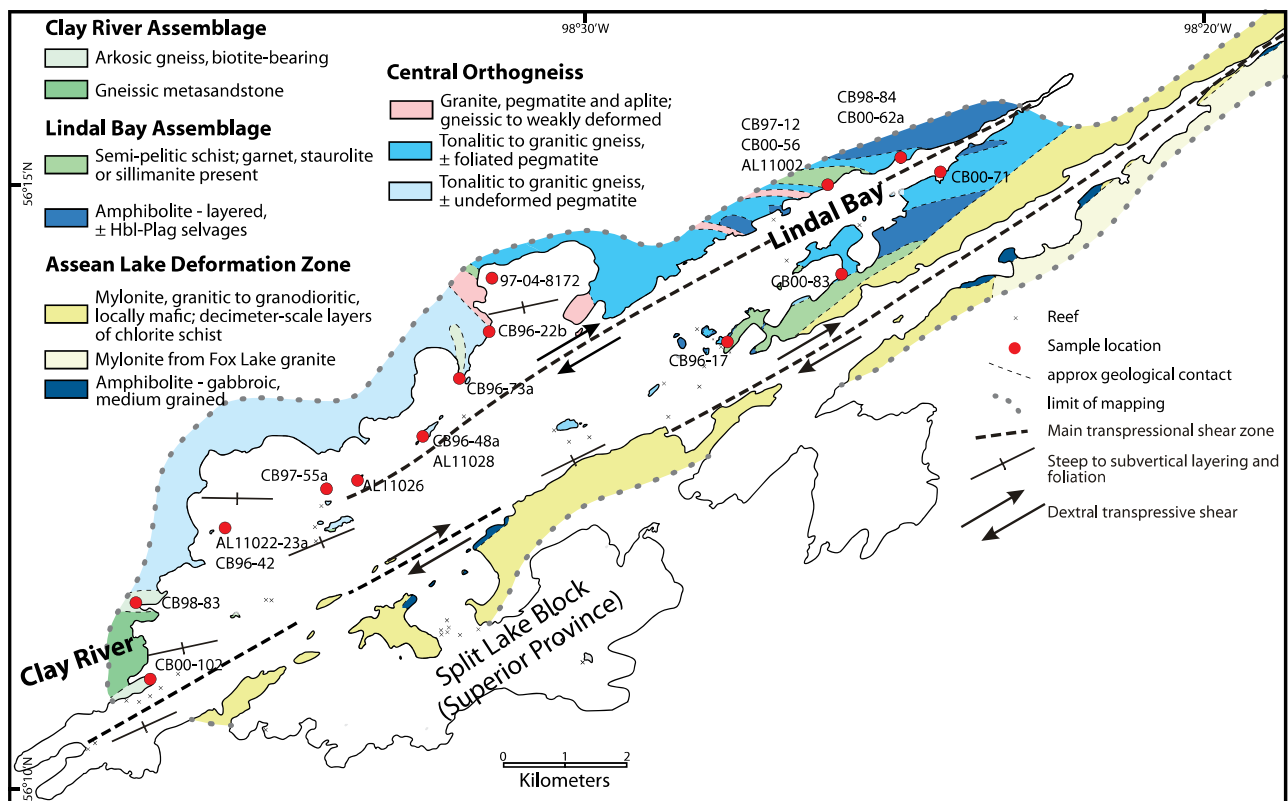 98°30'W
98°20'W
56°15'N
56°10'N
Clay River Assemblage
Arkosic gneiss, biotite-bearing
Gneissic metasandstone
Lindal Bay Assemblage
Semi-pelitic schist; garnet, staurolite
or sillimanite present
Amphibolite - layered,
± Hbl-Plag selvages
Assean Lake Deformation Zone
Mylonite, granitic to granodioritic,
locally mafic; decimeter-scale layers
of chlorite schist
Mylonite from Fox Lake granite
Amphibolite - gabbroic,
medium grained
Central Orthogneiss
Granite, pegmatite and aplite;
gneissic to weakly deformed
Tonalitic to granitic gneiss,
± foliated pegmatite
Tonalitic to granitic gneiss,
± undeformed pegmatite
CB98-84
CB00-62a
CB97-12
CB00-56
AL11002
CB00-71
Lindal Bay
CB00-83
97-04-8172
CB96-22b
CB96-17
CB96-73a
CB96-48a
AL11028
CB97-55a
AL11026
AL11022-23a
CB96-42
CB98-83
Clay River
CB00-102
Split Lake Block
(Superior Province)
Reef
Sample location
approx geological contact
limit of mapping
Main transpressional shear zone
Steep to subvertical layering and
foliation
Dextral transpressive shear
0 1 2
Kilometers